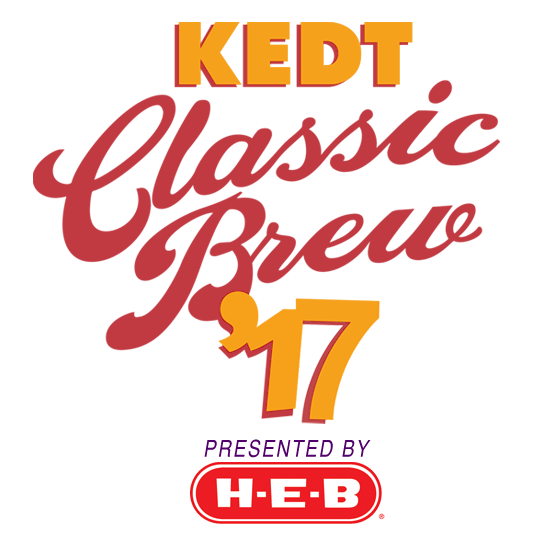 KEDT
Classic
Brew
'17
PRESENTED BY
H-E-B
®